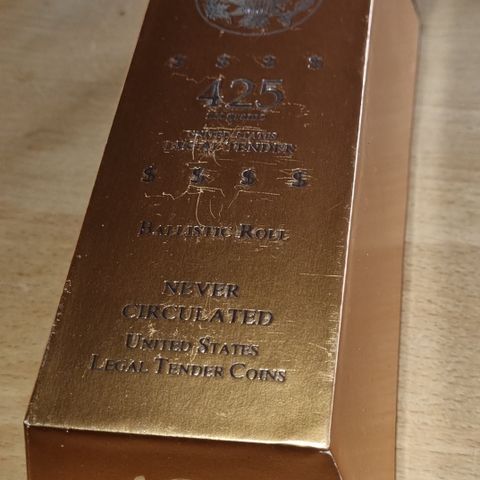 $ $ $ $
425
UNITED STATES
LEGAL TENDER
$ $ $ $
BALLISTIC ROLL
NEVER
CIRCULATED
UNITED STATES
LEGAL TENDER COINS